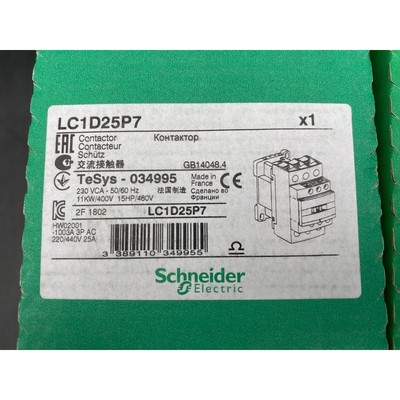 LC1D25P7 x1
Contactor Контактор
Contacteur
Schütz
交流接触器 GB14048.4
TeSys - 034995 Made in France
230 VCA - 50/60 Hz 法国制造 Сделано во Франции
11KW/400V 15HP/480V
2F 1802 LC1D25P7
HW02001
-1003A 3P AC
220/440V 25A
Schneider
Electric
3 389110 349955